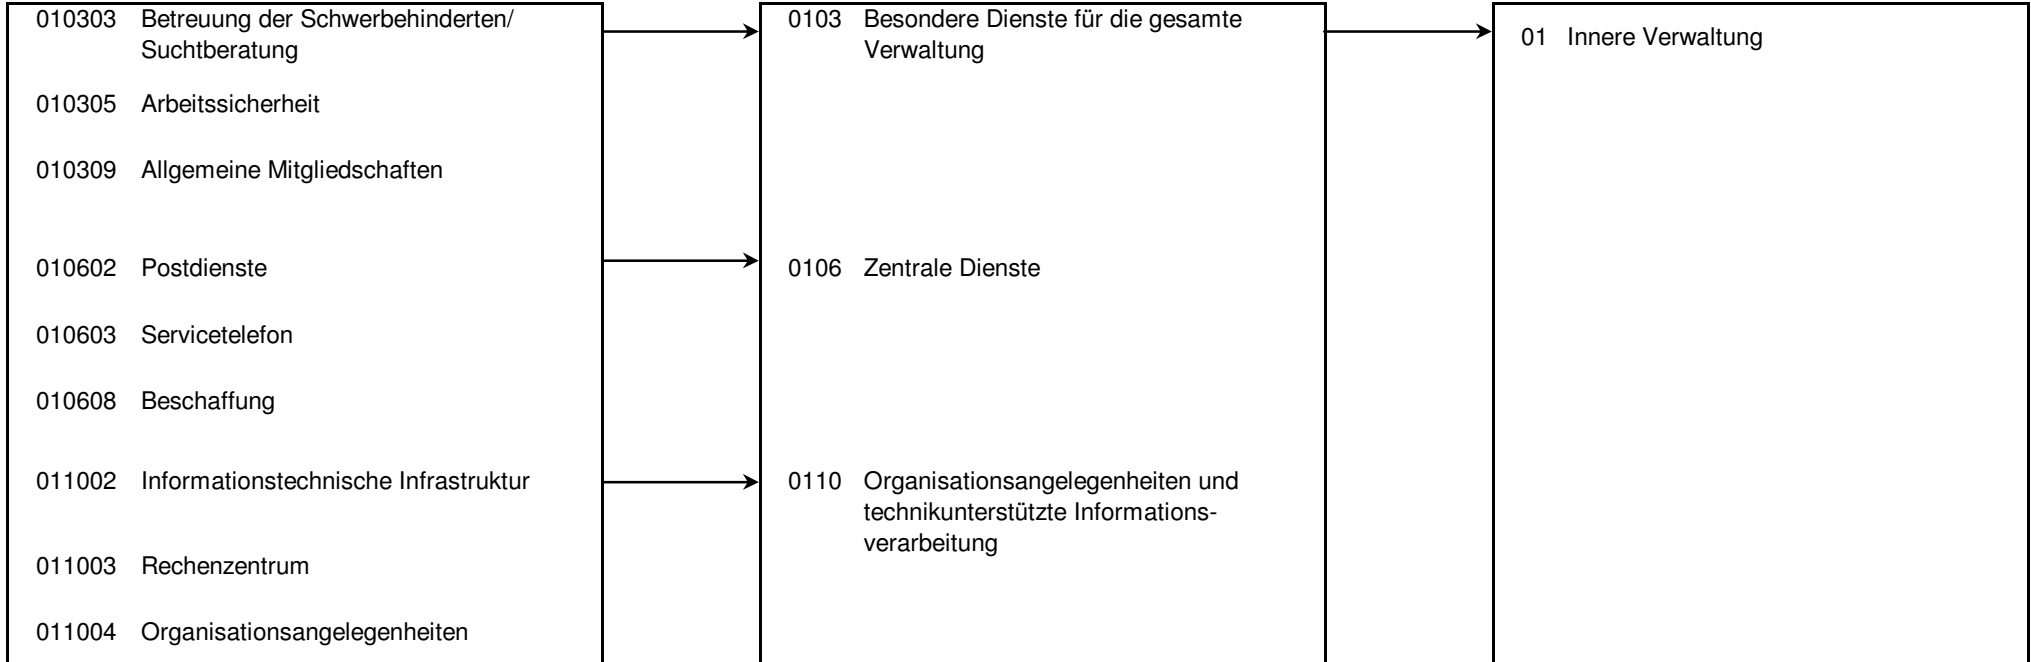 010303 Betreuung der Schwerbehinderten/
Suchtberatung
010305 Arbeitssicherheit
010309 Allgemeine Mitgliedschaften
010602 Postdienste
010603 Servicetelefon
010608 Beschaffung
011002 Informationstechnische Infrastruktur
011003 Rechenzentrum
011004 Organisationsangelegenheiten
0103 Besondere Dienste für die gesamte
Verwaltung
0106 Zentrale Dienste
0110 Organisationsangelegenheiten und
technikunterstützte Informations-
verarbeitung
01 Innere Verwaltung